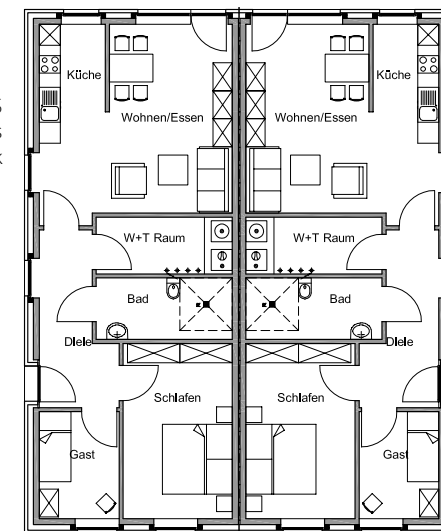 Küche
Küche
Wohnen/Essen
Wohnen/Essen
W+T Raum
W+T Raum
Bad
Bad
Diele
Diele
Schlafen
Schlafen
Gast
Gast